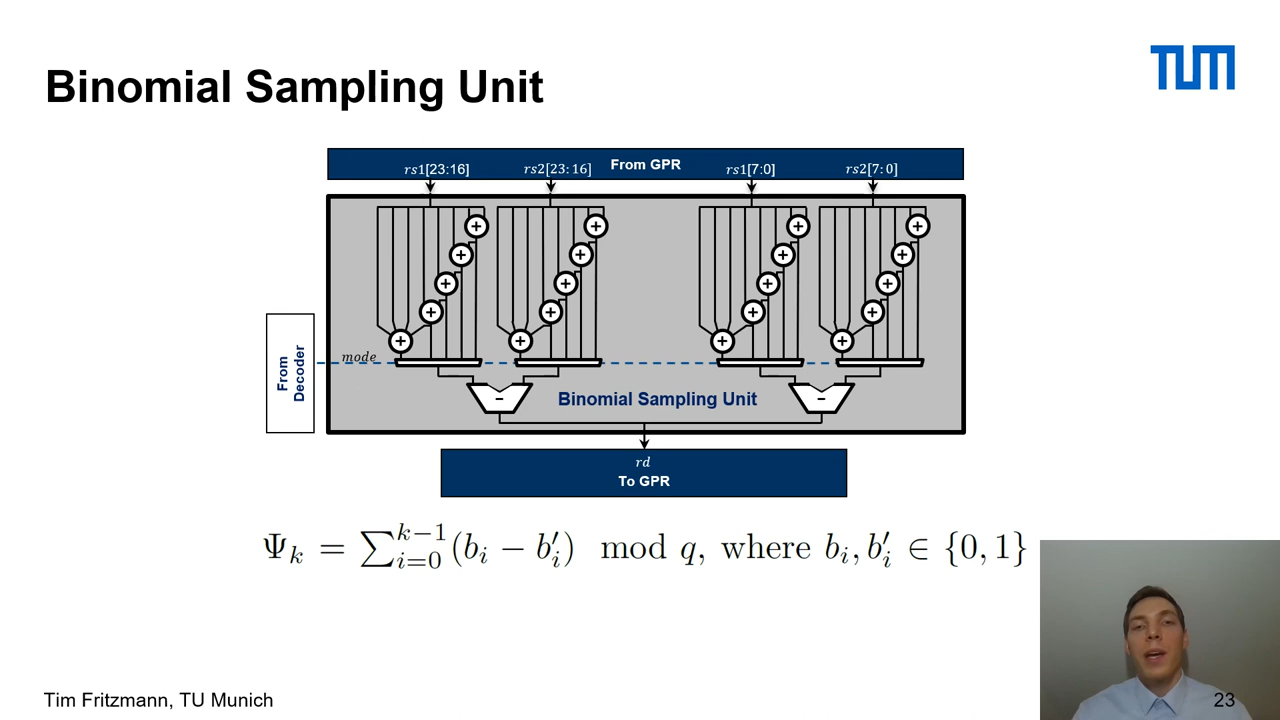 Binomial Sampling Unit
TUM
From GPR
rs1[23:16]
rs2[23:16]
rs1[7:0]
rs2[7:0]
From Decoder
mode
Binomial Sampling Unit
rd
To GPR
Ψ_k = ∑_{i=0}^{k−1}(b_i − b′_i) mod q, where b_i, b′_i ∈ {0, 1}
Tim Fritzmann, TU Munich
23